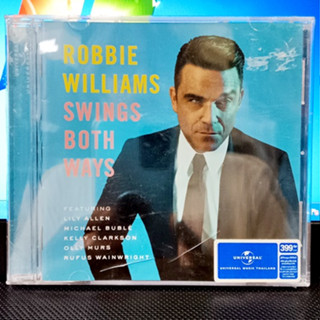 ROBBIE
WILLIAMS
SWINGS
BOTH
WAYS
FEATURING
LILY ALLEN
MICHAEL BUBLE
KELLY CLARKSON
OLLY MURS
RUFUS WAINWRIGHT
UNIVERSAL
UNIVERSAL MUSIC THAILAND
399.-